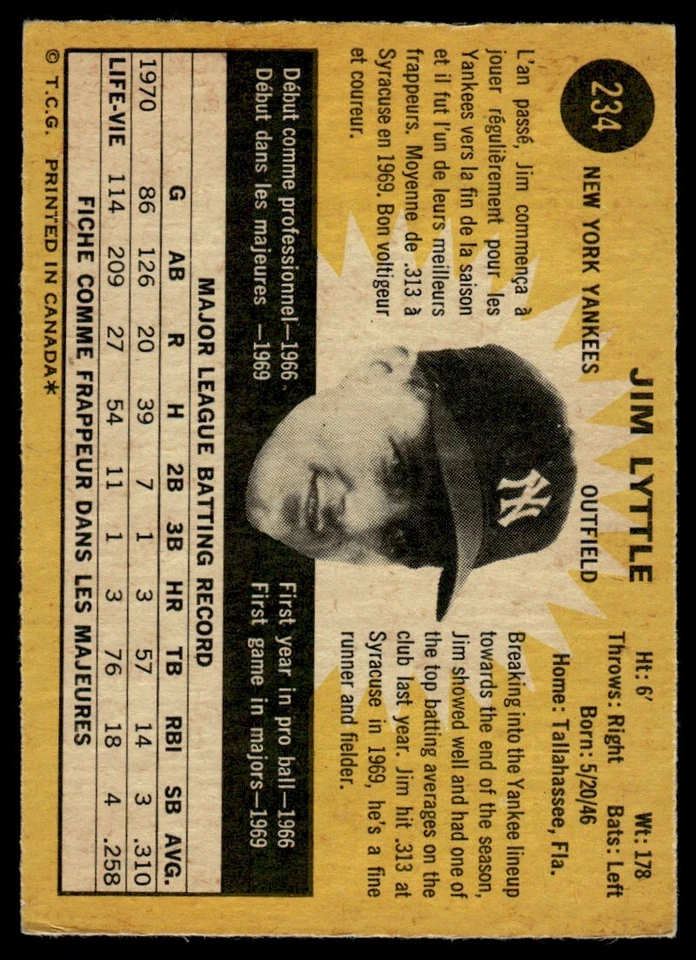 234
JIM LYTTLE
NEW YORK YANKEES
OUTFIELD
Ht: 6' Wt: 178
Throws: Right Bats: Left
Born: 5/20/46
Home: Tallahassee, Fla.
L'an passé, Jim commença à
jouer régulièrement pour les
Yankees vers la fin de la saison
et il fut l'un de leurs meilleurs
frappeurs. Moyenne de .313 à
Syracuse en 1969. Bon voltigeur
et coureur.
NY
Breaking into the Yankee lineup
towards the end of the season,
Jim showed well and had one of
the top batting averages on the
club last year. Jim hit .313 at
Syracuse in 1969, he's a fine
runner and fielder.
Début comme professionnel—1966
Début dans les majeures —1969
First year in pro ball—1966
First game in majors—1969
MAJOR LEAGUE BATTING RECORD
G AB R H 2B 3B HR TB RBI SB AVG.
1970 86 126 20 39 7 1 3 57 14 3 .310
LIFE-VIE 114 209 27 54 11 1 3 76 18 4 .258
FICHE COMME FRAPPEUR DANS LES MAJEURES
© T.C.G. PRINTED IN CANADA*